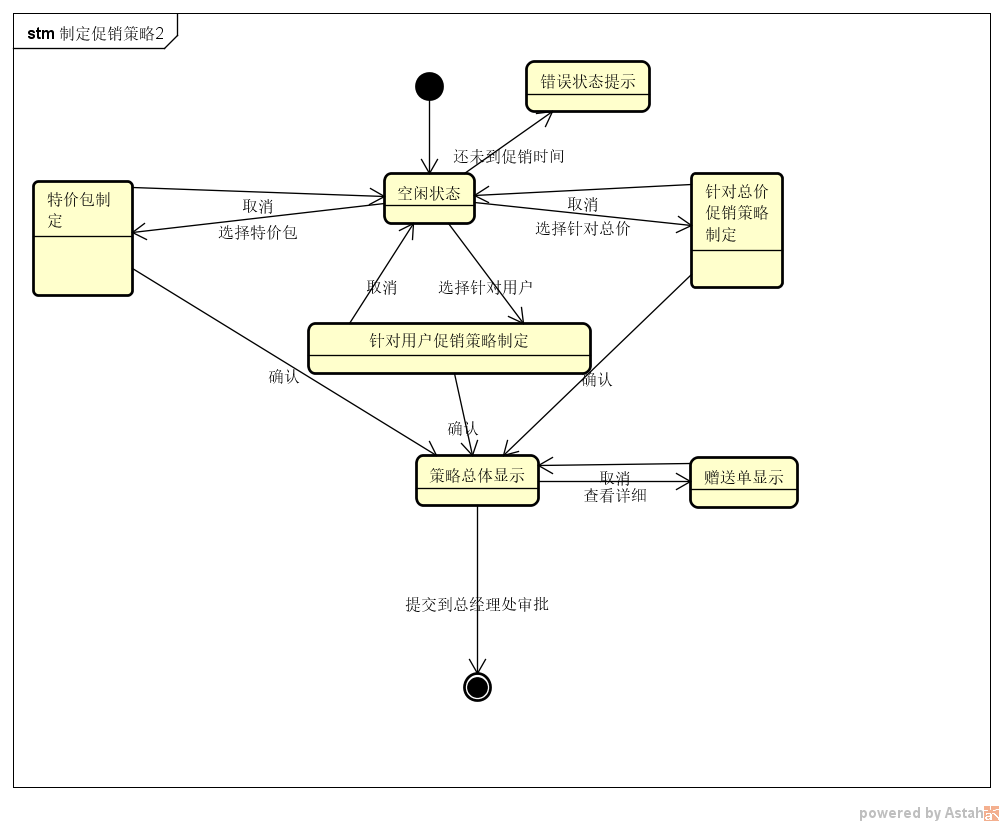 stm 制定促销策略2
错误状态提示
还未到促销时间
空闲状态
特价包制
定
针对总价
促销策略
制定
取消
选择特价包
取消
选择针对总价
取消
选择针对用户
针对用户促销策略制定
确认
确认
确认
策略总体显示
赠送单显示
取消
查看详细
提交到总经理处审批
powered by Astah